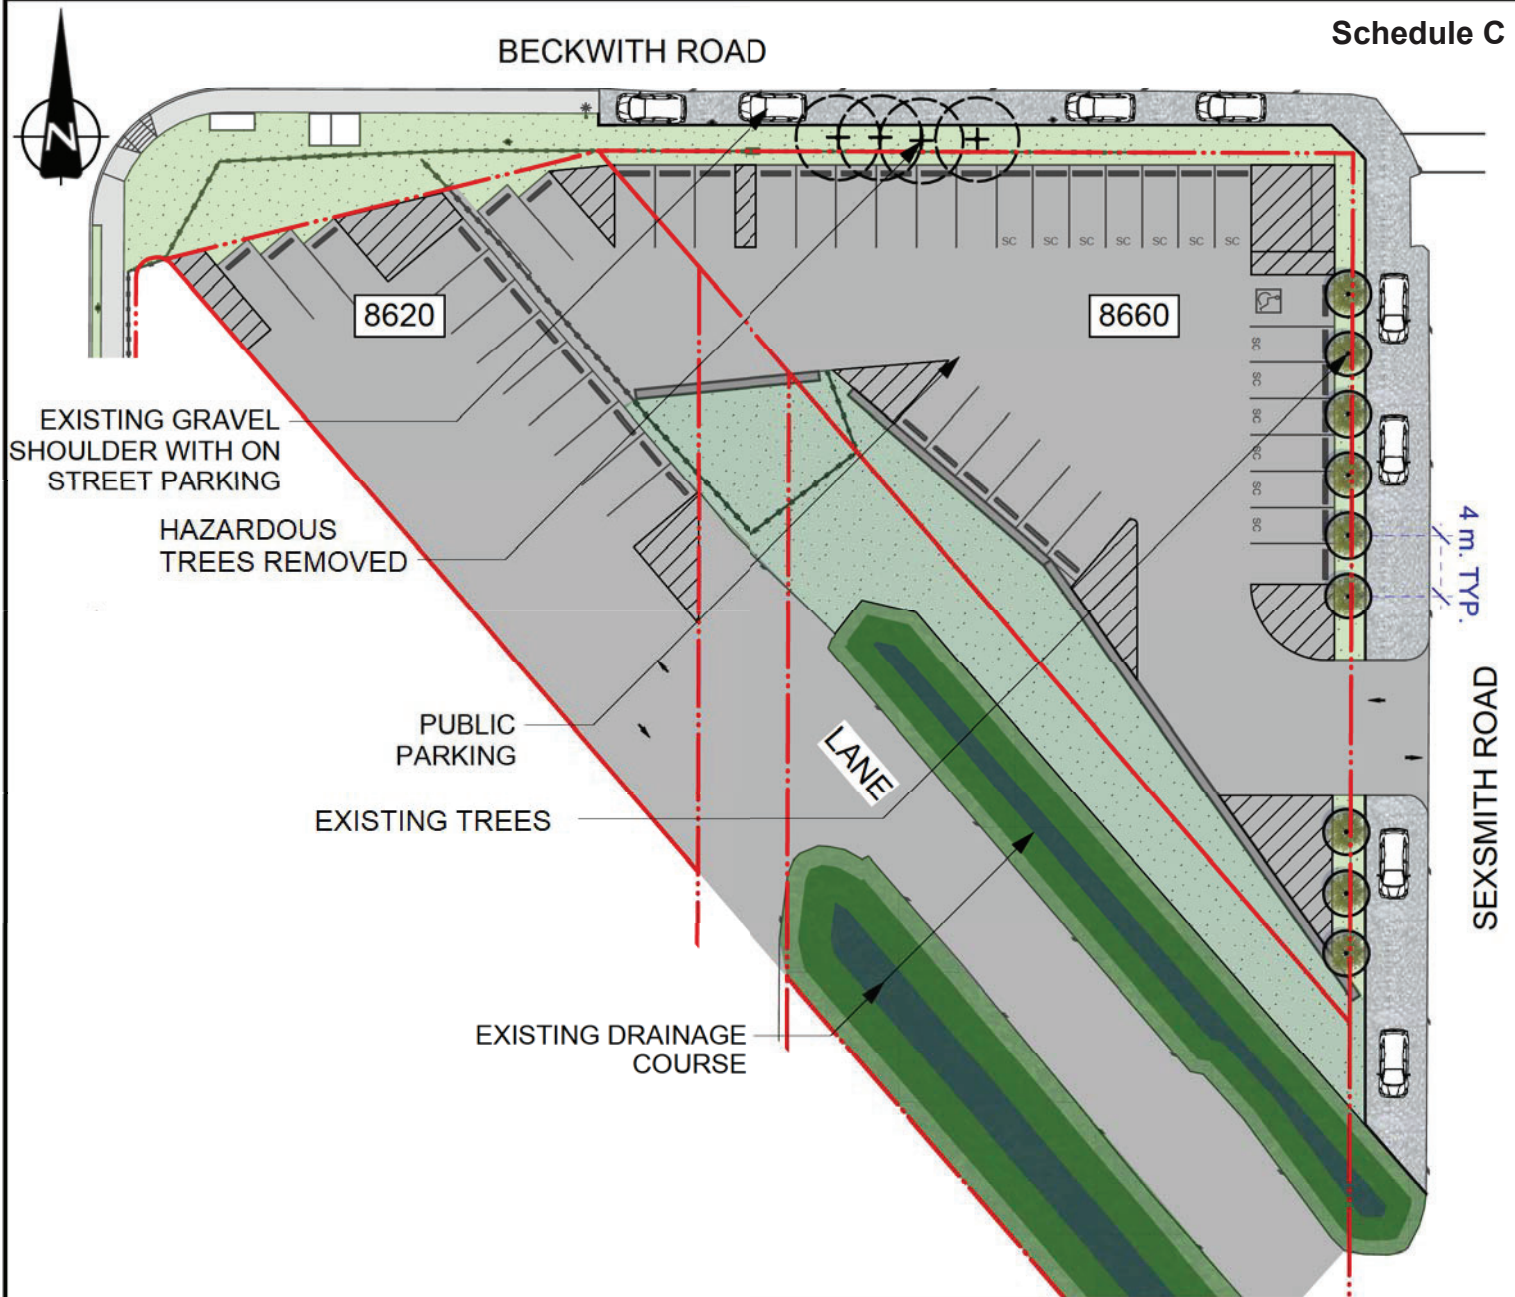 Schedule C
BECKWITH ROAD
N
SC SC SC SC SC SC SC
8620
8660
SC
SC
SC
SC
SC
SC
EXISTING GRAVEL
SHOULDER WITH ON
STREET PARKING
HAZARDOUS
TREES REMOVED
4 m. TYP.
PUBLIC
PARKING
LANE
EXISTING TREES
SEXSMITH ROAD
EXISTING DRAINAGE
COURSE